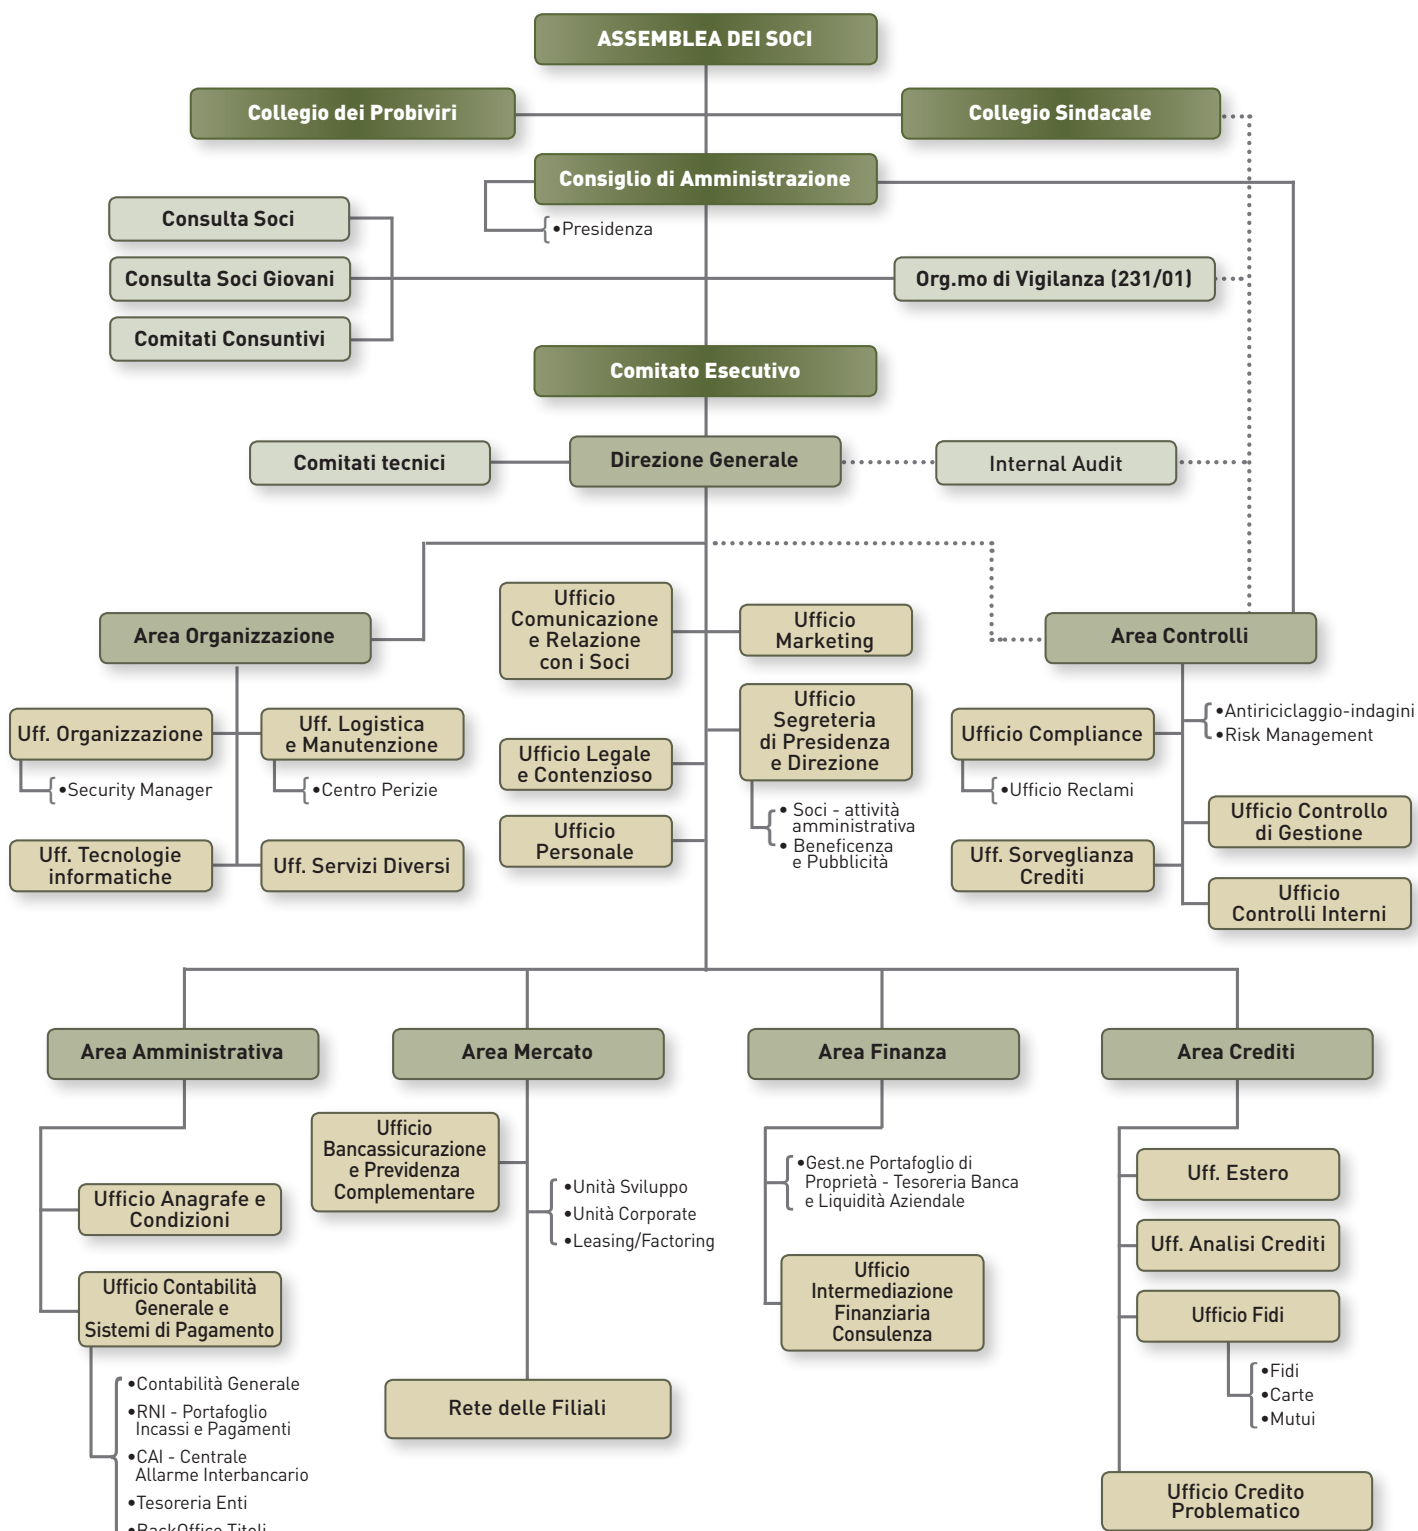 ASSEMBLEA DEI SOCI
Collegio dei Probiviri
Collegio Sindacale
Consiglio di Amministrazione
•Presidenza
Consulta Soci
Consulta Soci Giovani
Org.mo di Vigilanza (231/01)
Comitati Consuntivi
Comitato Esecutivo
Comitati tecnici
Direzione Generale
Internal Audit
Area Organizzazione
Ufficio
Comunicazione
e Relazione
con i Soci
Ufficio
Marketing
Area Controlli
Uff. Organizzazione
•Security Manager
Uff. Logistica
e Manutenzione
•Centro Perizie
Uff. Tecnologie
informatiche
Uff. Servizi Diversi
Ufficio Legale
e Contenzioso
Ufficio
Personale
Ufficio
Segreteria
di Presidenza
e Direzione
• Soci - attività
amministrativa
• Beneficenza
e Pubblicità
Ufficio Compliance
•Ufficio Reclami
•Antiriciclaggio-indagini
•Risk Management
Uff. Sorveglianza
Crediti
Ufficio Controllo
di Gestione
Ufficio
Controlli Interni
Area Amministrativa
Area Mercato
Area Finanza
Area Crediti
Ufficio Anagrafe e
Condizioni
Ufficio Contabilità
Generale e
Sistemi di Pagamento
•Contabilità Generale
•RNI - Portafoglio
Incassi e Pagamenti
•CAI - Centrale
Allarme Interbancario
•Tesoreria Enti
•BackOffice Titoli
Ufficio
Bancassicurazione
e Previdenza
Complementare
•Unità Sviluppo
•Unità Corporate
•Leasing/Factoring
Rete delle Filiali
•Gest.ne Portafoglio di
Proprietà - Tesoreria Banca
e Liquidità Aziendale
Ufficio
Intermediazione
Finanziaria
Consulenza
Uff. Estero
Uff. Analisi Crediti
Ufficio Fidi
•Fidi
•Carte
•Mutui
Ufficio Credito
Problematico